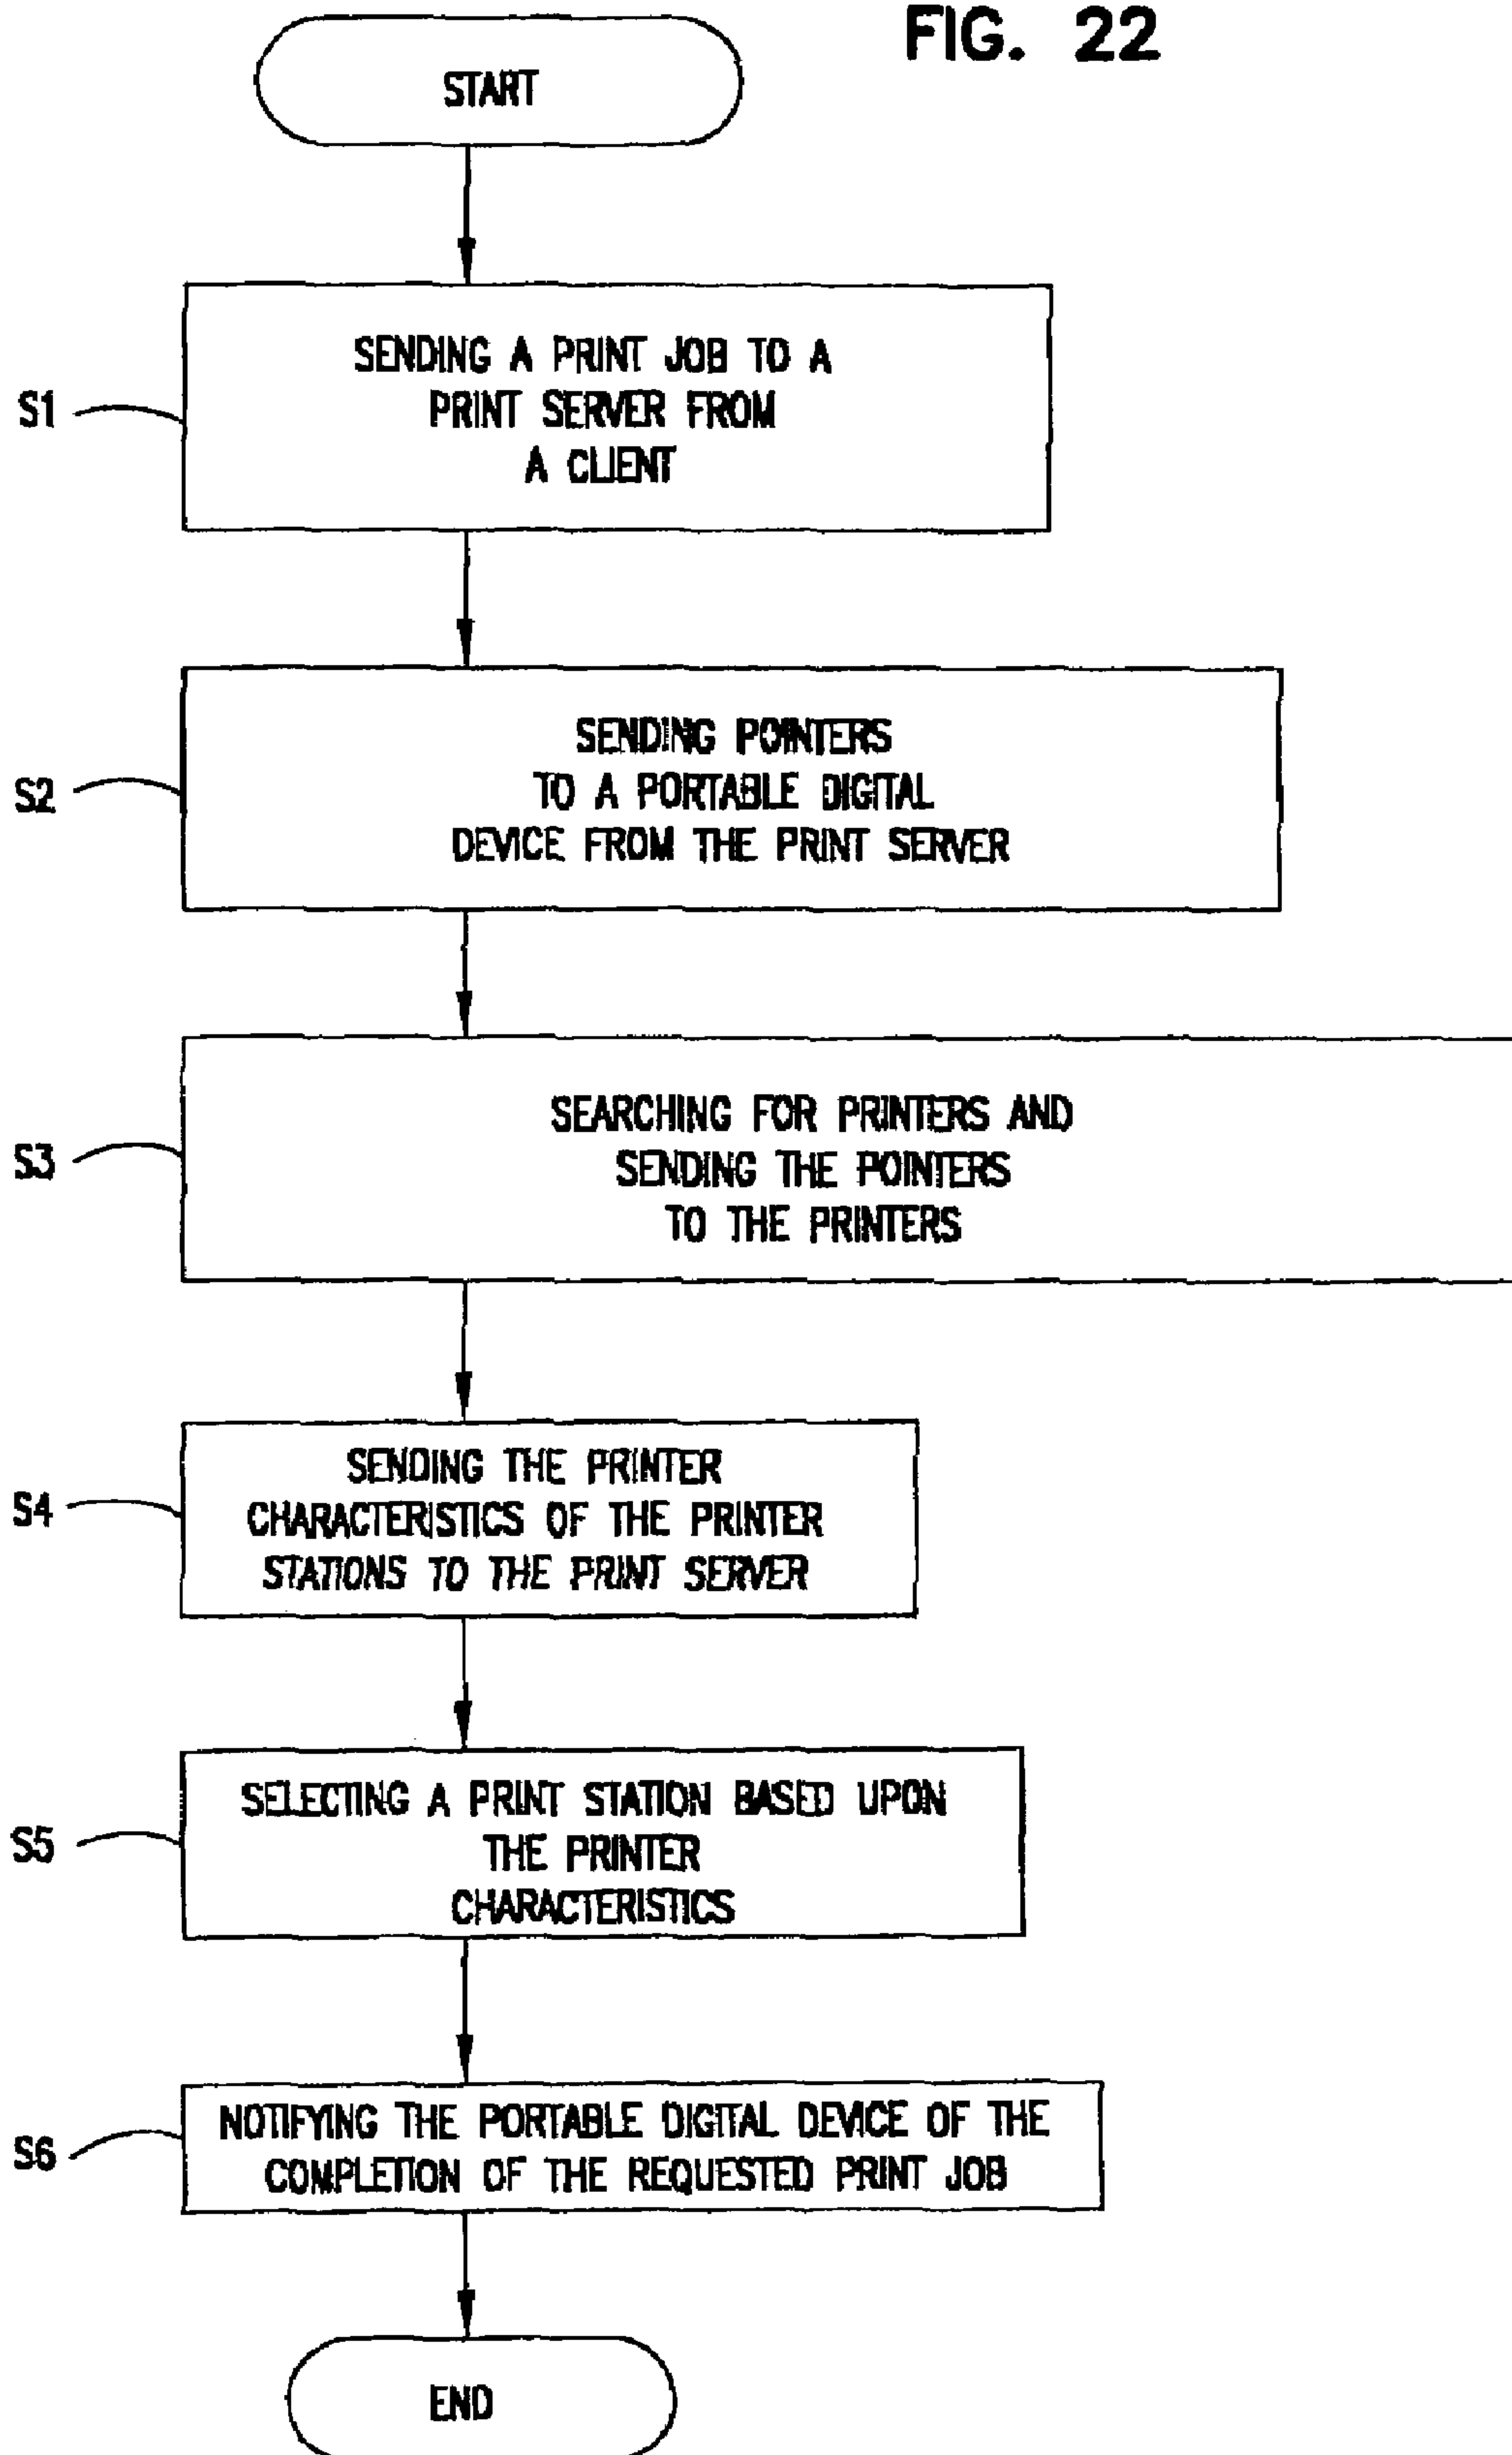 FIG. 22
START
S1
SENDING A PRINT JOB TO A
PRINT SERVER FROM
A CLIENT
S2
SENDING POINTERS
TO A PORTABLE DIGITAL
DEVICE FROM THE PRINT SERVER
S3
SEARCHING FOR PRINTERS AND
SENDING THE POINTERS
TO THE PRINTERS
S4
SENDING THE PRINTER
CHARACTERISTICS OF THE PRINTER
STATIONS TO THE PRINT SERVER
S5
SELECTING A PRINT STATION BASED UPON
THE PRINTER
CHARACTERISTICS
S6
NOTIFYING THE PORTABLE DIGITAL DEVICE OF THE
COMPLETION OF THE REQUESTED PRINT JOB
END